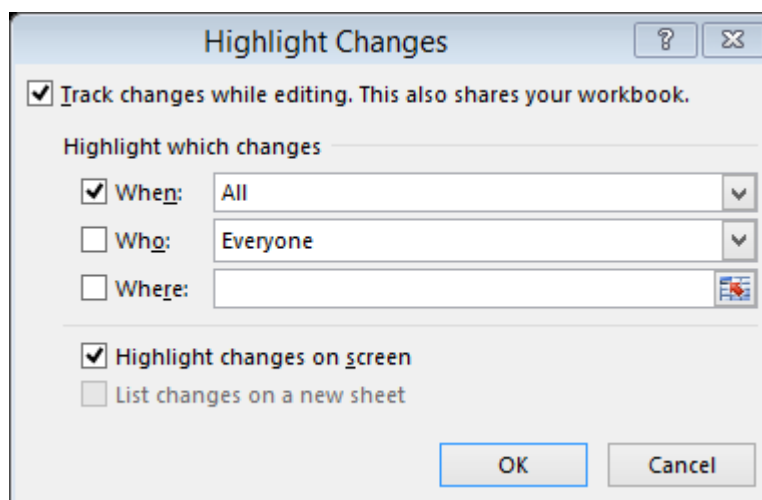 Highlight Changes
?
Track changes while editing. This also shares your workbook.
Highlight which changes
When: All
Who: Everyone
Where:
Highlight changes on screen
List changes on a new sheet
OK Cancel